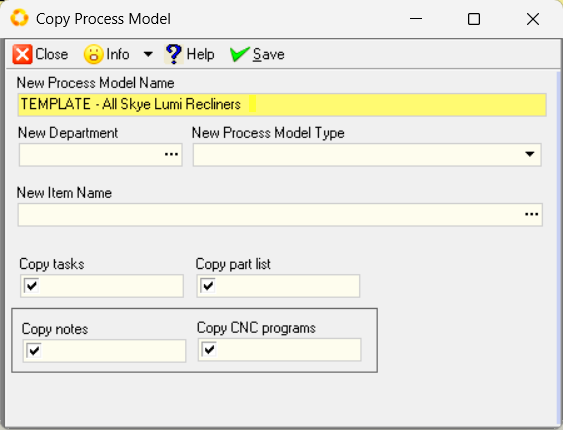 Copy Process Model
Close Info Help Save
New Process Model Name
TEMPLATE - All Skye Lumi Recliners
New Department New Process Model Type
...
New Item Name
...
Copy tasks Copy part list
Copy notes Copy CNC programs